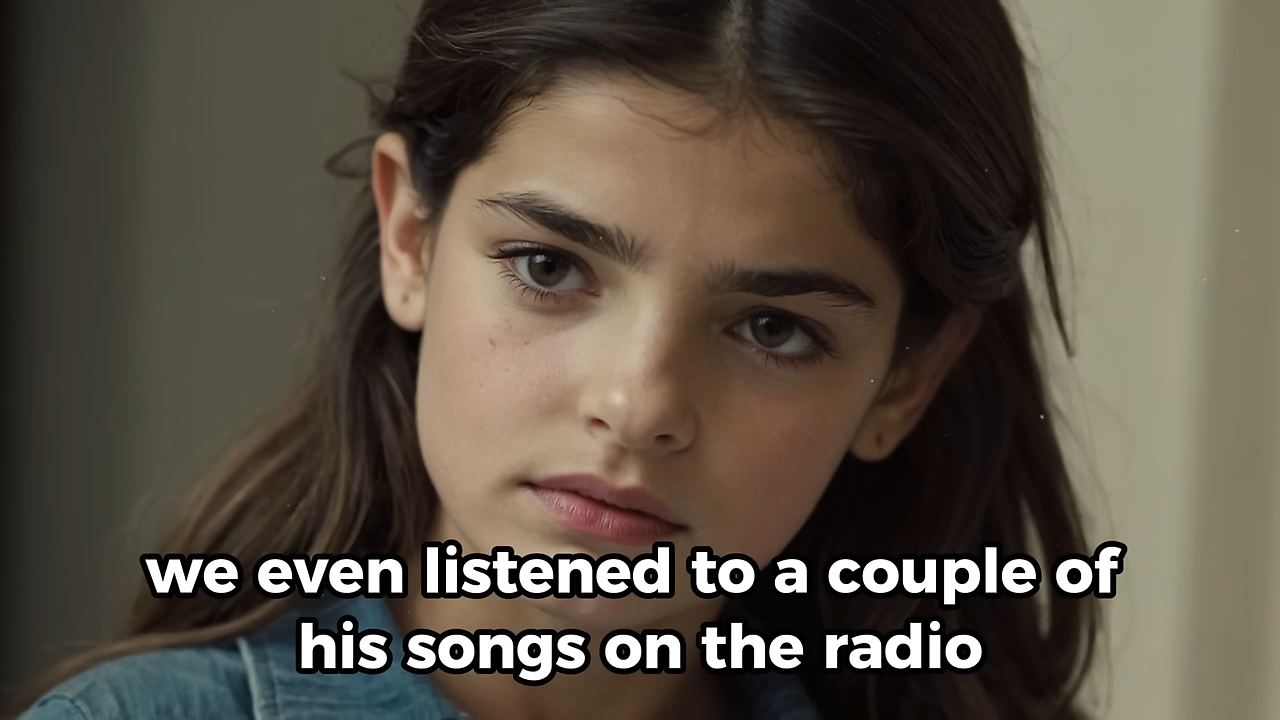 we even listened to a couple of
his songs on the radio